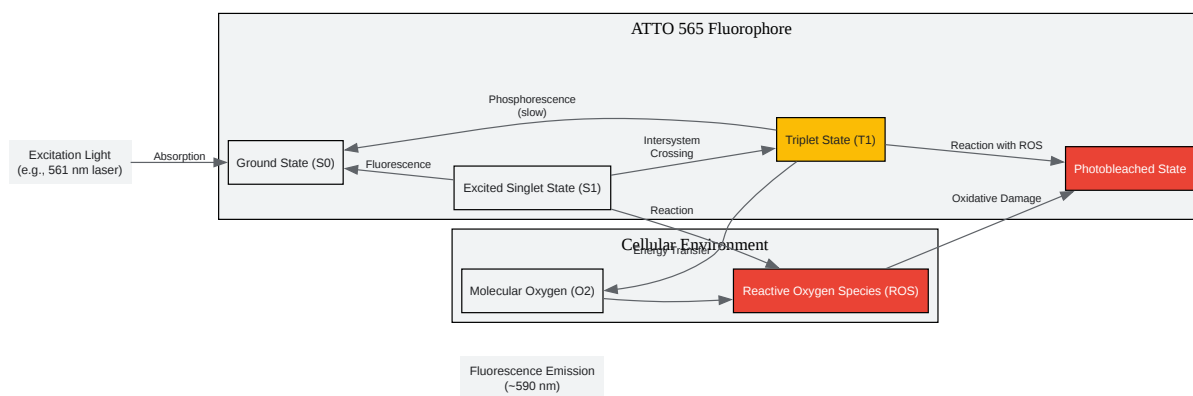 ATTO 565 Fluorophore
Phosphorescence
(slow)
Triplet State (T1)
Intersystem
Crossing
Reaction with ROS
Excitation Light
(e.g., 561 nm laser)
Absorption
Ground State (S0)
Fluorescence
Photobleached State
Excited Singlet State (S1)
Oxidative Damage
Reaction
Cellular Environment
Energy Transfer
Molecular Oxygen (O2)
Reactive Oxygen Species (ROS)
Fluorescence Emission
(~590 nm)